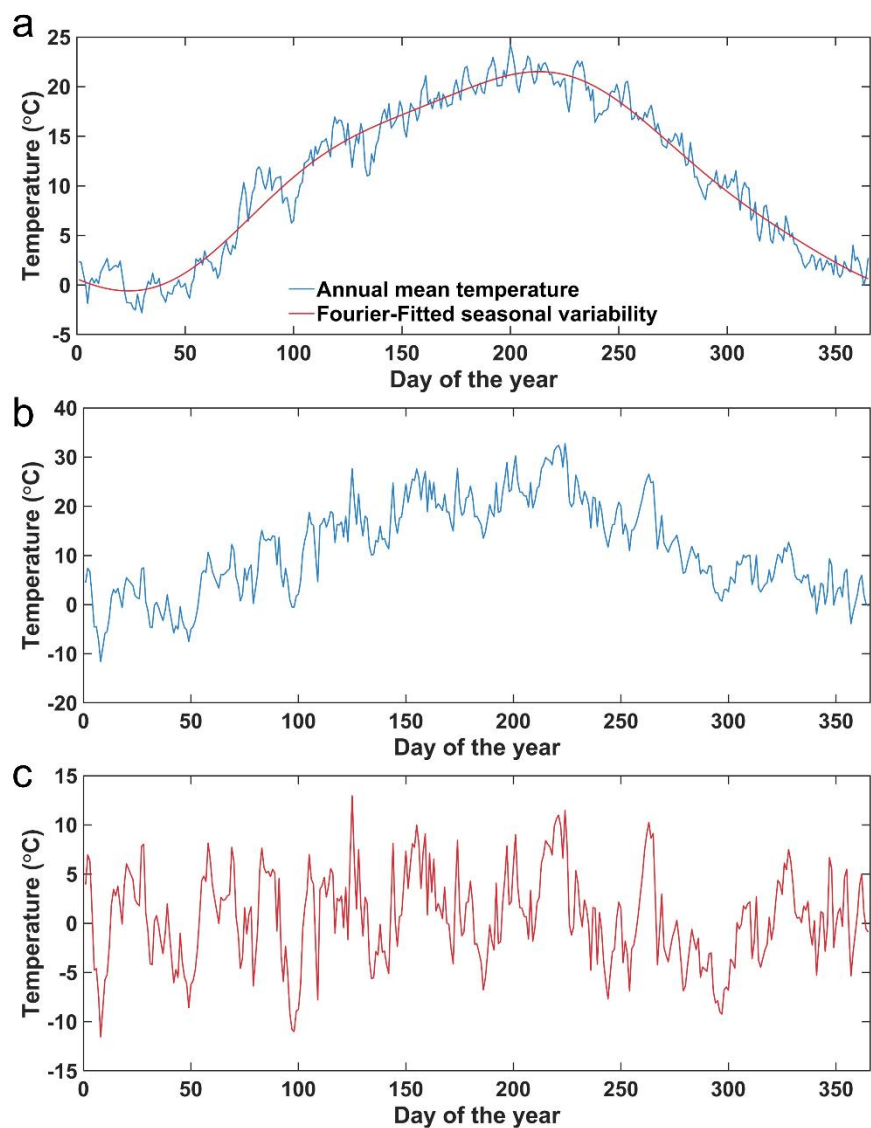 a
25
20
15
10
5
0
-5
Temperature (°C)
Annual mean temperature
Fourier-Fitted seasonal variability
0 50 100 150 200 250 300 350
Day of the year
b
40
30
20
10
0
-10
-20
Temperature (°C)
0 50 100 150 200 250 300 350
Day of the year
c
15
10
5
0
-5
-10
-15
Temperature (°C)
0 50 100 150 200 250 300 350
Day of the year